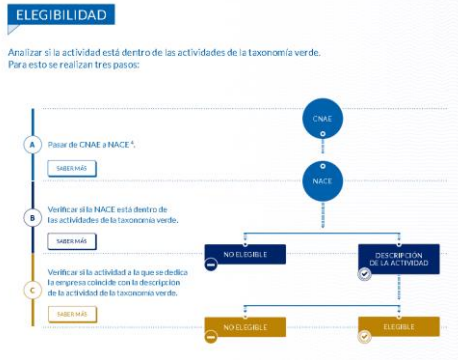 ELEGIBILIDAD
Analizar si la actividad está dentro de las actividades de la taxonomía verde.
Para esto se realizan tres pasos:
CNAE
A
Pasar de CNAE a NACE 4.
SABER MÁS
NACE
B
Verificar si la NACE está dentro de
las actividades de la taxonomía verde.
SABER MÁS
NO ELEGIBLE
DESCRIPCIÓN
DE LA ACTIVIDAD
C
Verificar si la actividad a la que se dedica
la empresa coincide con la descripción
de la actividad de la taxonomía verde.
SABER MÁS
NO ELEGIBLE
ELEGIBLE